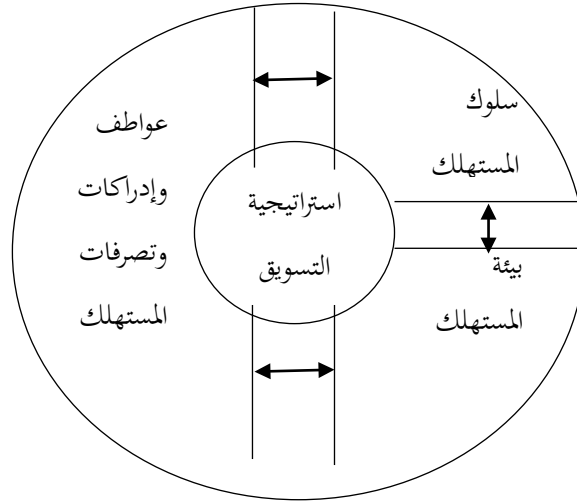 سلوك
المستهلك
بيئة
المستهلك
استراتيجية
التسويق
عواطف
وإدراكات
وتصرفات
المستهلك